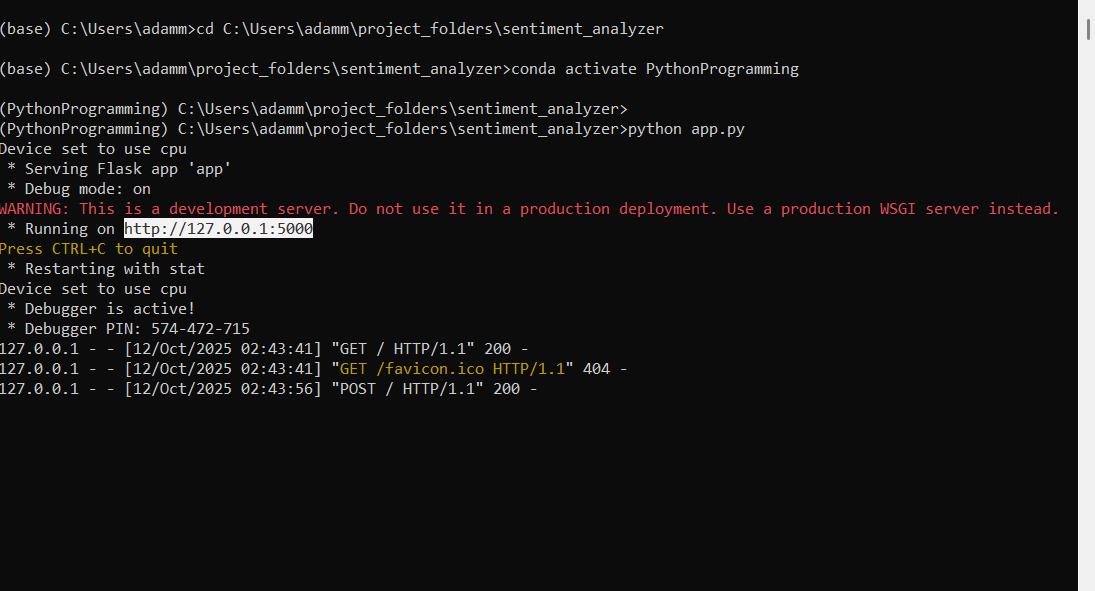 (base) C:\Users\adamm>cd C:\Users\adamm\project_folders\sentiment_analyzer
(base) C:\Users\adamm\project_folders\sentiment_analyzer>conda activate PythonProgramming
(PythonProgramming) C:\Users\adamm\project_folders\sentiment_analyzer>
(PythonProgramming) C:\Users\adamm\project_folders\sentiment_analyzer>python app.py
Device set to use cpu
 * Serving Flask app 'app'
 * Debug mode: on
WARNING: This is a development server. Do not use it in a production deployment. Use a production WSGI server instead.
 * Running on http://127.0.0.1:5000
Press CTRL+C to quit
 * Restarting with stat
Device set to use cpu
 * Debugger is active!
 * Debugger PIN: 574-472-715
127.0.0.1 - - [12/Oct/2025 02:43:41] "GET / HTTP/1.1" 200 -
127.0.0.1 - - [12/Oct/2025 02:43:41] "GET /favicon.ico HTTP/1.1" 404 -
127.0.0.1 - - [12/Oct/2025 02:43:56] "POST / HTTP/1.1" 200 -